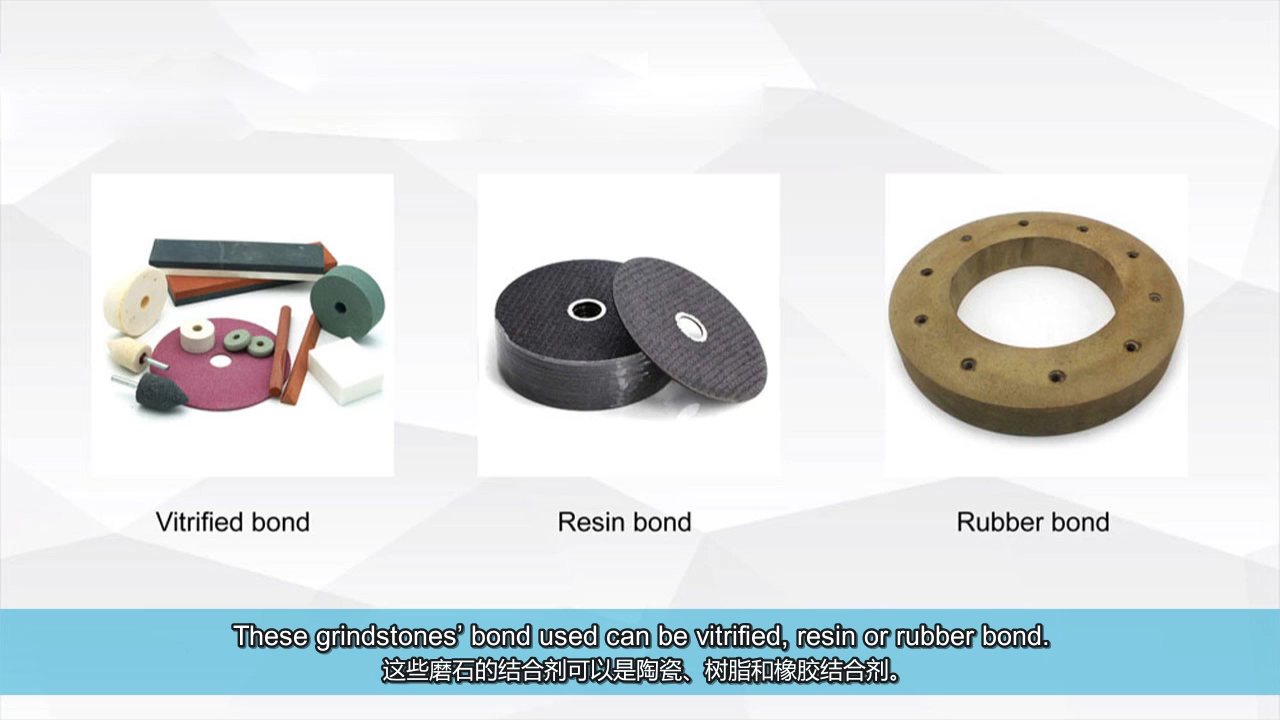 Vitrified bond
Resin bond
Rubber bond
These grindstones’ bond used can be vitrified, resin or rubber bond.
这些磨石的结合剂可以是陶瓷、树脂和橡胶结合剂。